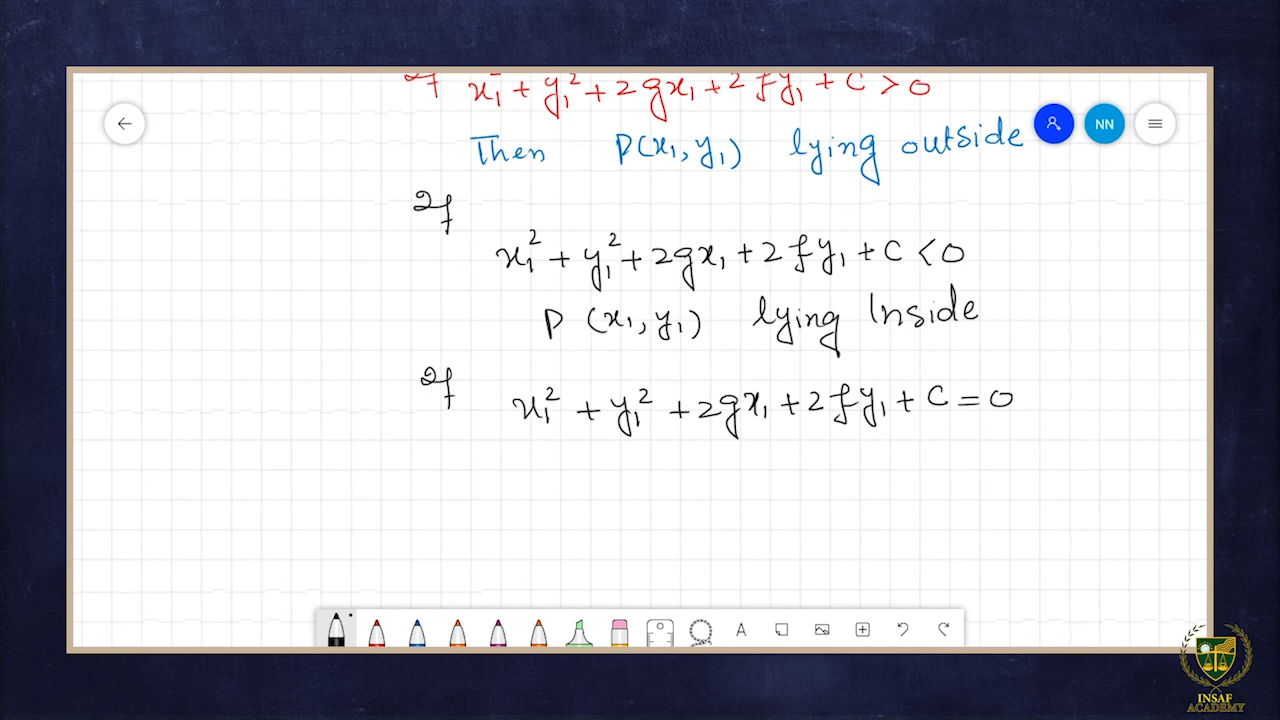 If x₁² + y₁² + 2gx₁ + 2fy₁ + C > 0
Then P(x₁, y₁) lying outside
NN
If
x₁² + y₁² + 2gx₁ + 2fy₁ + C < 0
P (x₁, y₁) lying Inside
If x₁² + y₁² + 2gx₁ + 2fy₁ + C = 0
A
INSAF
ACADEMY